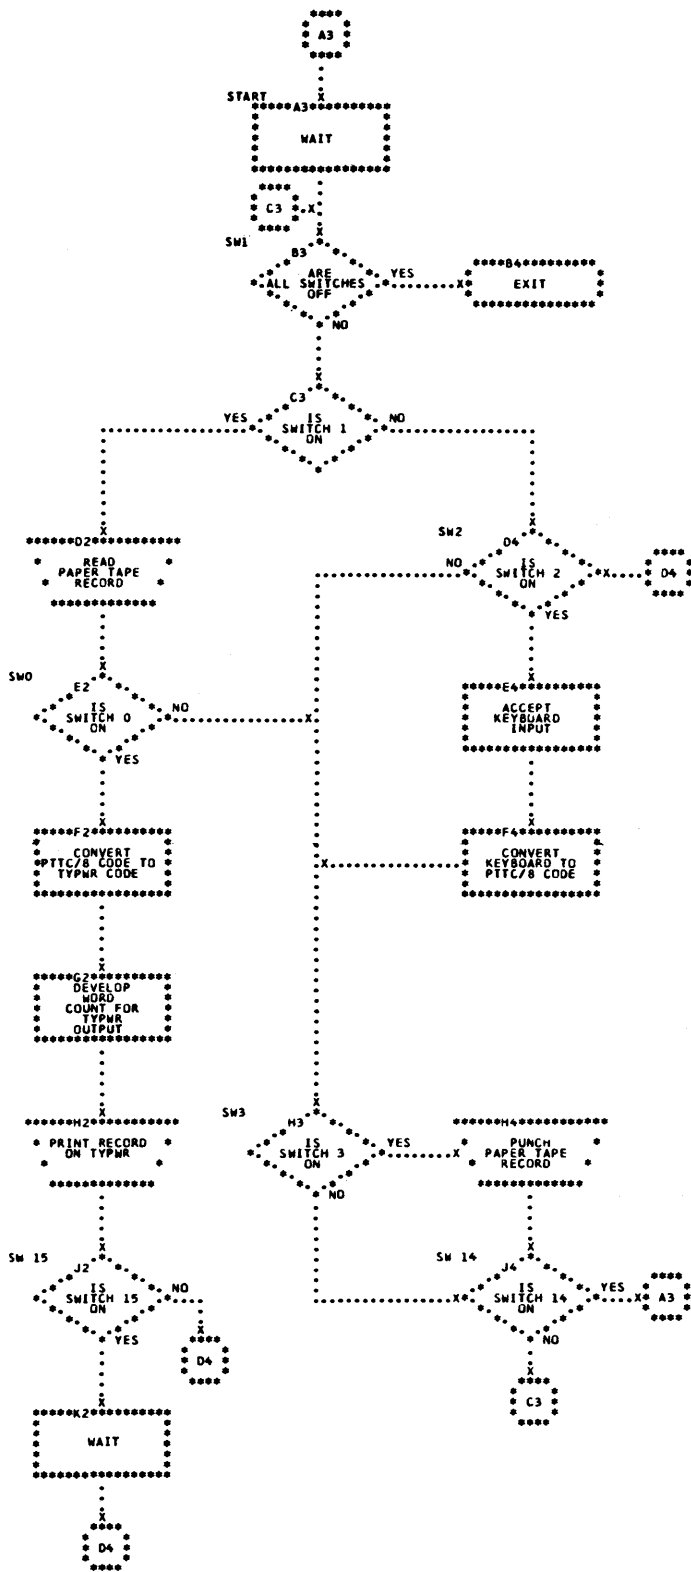 A3
START
A3
WAIT
C3
SW1
B3
ARE
ALL SWITCHES
OFF
YES
B4
EXIT
NO
C3
YES
IS
SWITCH 1
ON
NO
D2
READ
PAPER TAPE
RECORD
SW2
D4
NO
IS
SWITCH 2
ON
D4
YES
SW0
E2
IS
SWITCH 0
ON
NO
YES
E4
ACCEPT
KEYBOARD
INPUT
F2
CONVERT
PTTC/8 CODE TO
TYPWR CODE
F4
CONVERT
KEYBOARD TO
PTTC/8 CODE
G2
DEVELOP
WORD
COUNT FOR
TYPWR
OUTPUT
H2
PRINT RECORD
ON TYPWR
SW3
H3
IS
SWITCH 3
ON
YES
NO
H4
PUNCH
PAPER TAPE
RECORD
SW 15
J2
IS
SWITCH 15
ON
NO
YES
D4
SW 14
J4
IS
SWITCH 14
ON
YES
A3
NO
C3
K2
WAIT
D4